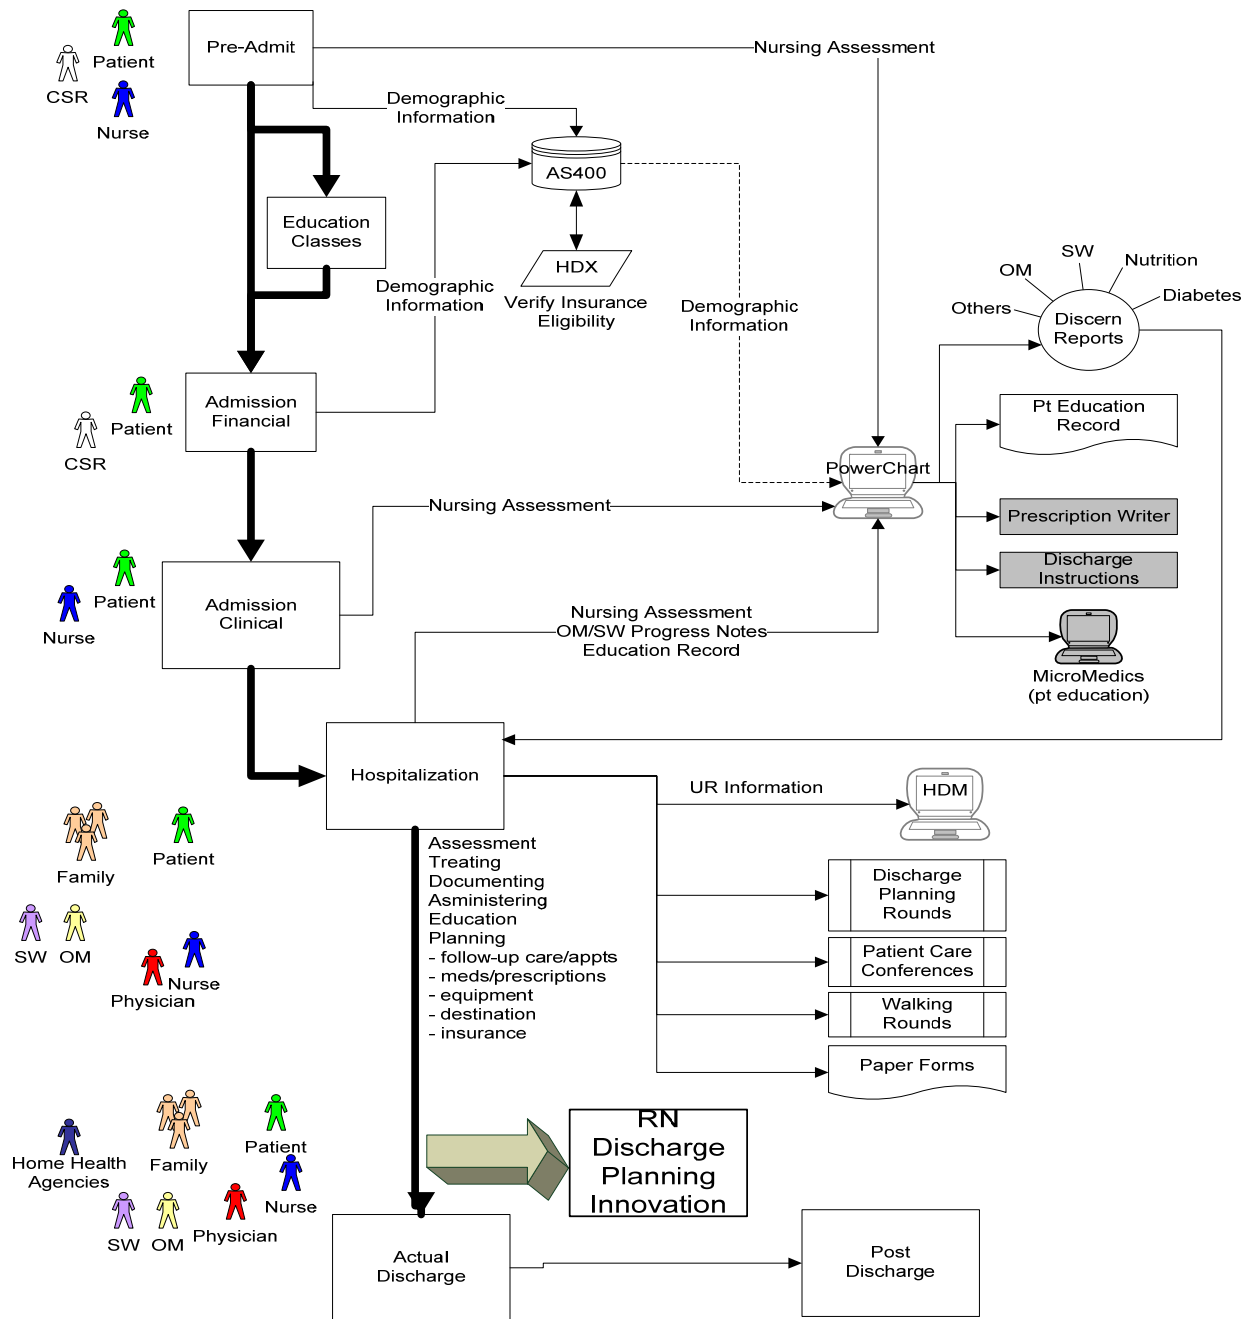 Pre-Admit
Patient
CSR
Nurse
Nursing Assessment
Demographic
Information
AS400
Education
Classes
HDX
Verify Insurance
Eligibility
Demographic
Information
Demographic
Information
SW
OM
Nutrition
Others
Diabetes
Discern
Reports
Admission
Financial
Patient
CSR
Pt Education
Record
PowerChart
Prescription Writer
Discharge
Instructions
MicroMedics
(pt education)
Nursing Assessment
Admission
Clinical
Patient
Nurse
Nursing Assessment
OM/SW Progress Notes
Education Record
Hospitalization
UR Information
HDM
Family
Patient
SW
OM
Nurse
Physician
Assessment
Treating
Documenting
Asministering
Education
Planning
- follow-up care/appts
- meds/prescriptions
- equipment
- destination
- insurance
Discharge
Planning
Rounds
Patient Care
Conferences
Walking
Rounds
Paper Forms
RN
Discharge
Planning
Innovation
Home Health
Agencies
Family
Patient
Nurse
SW
OM
Physician
Actual
Discharge
Post
Discharge